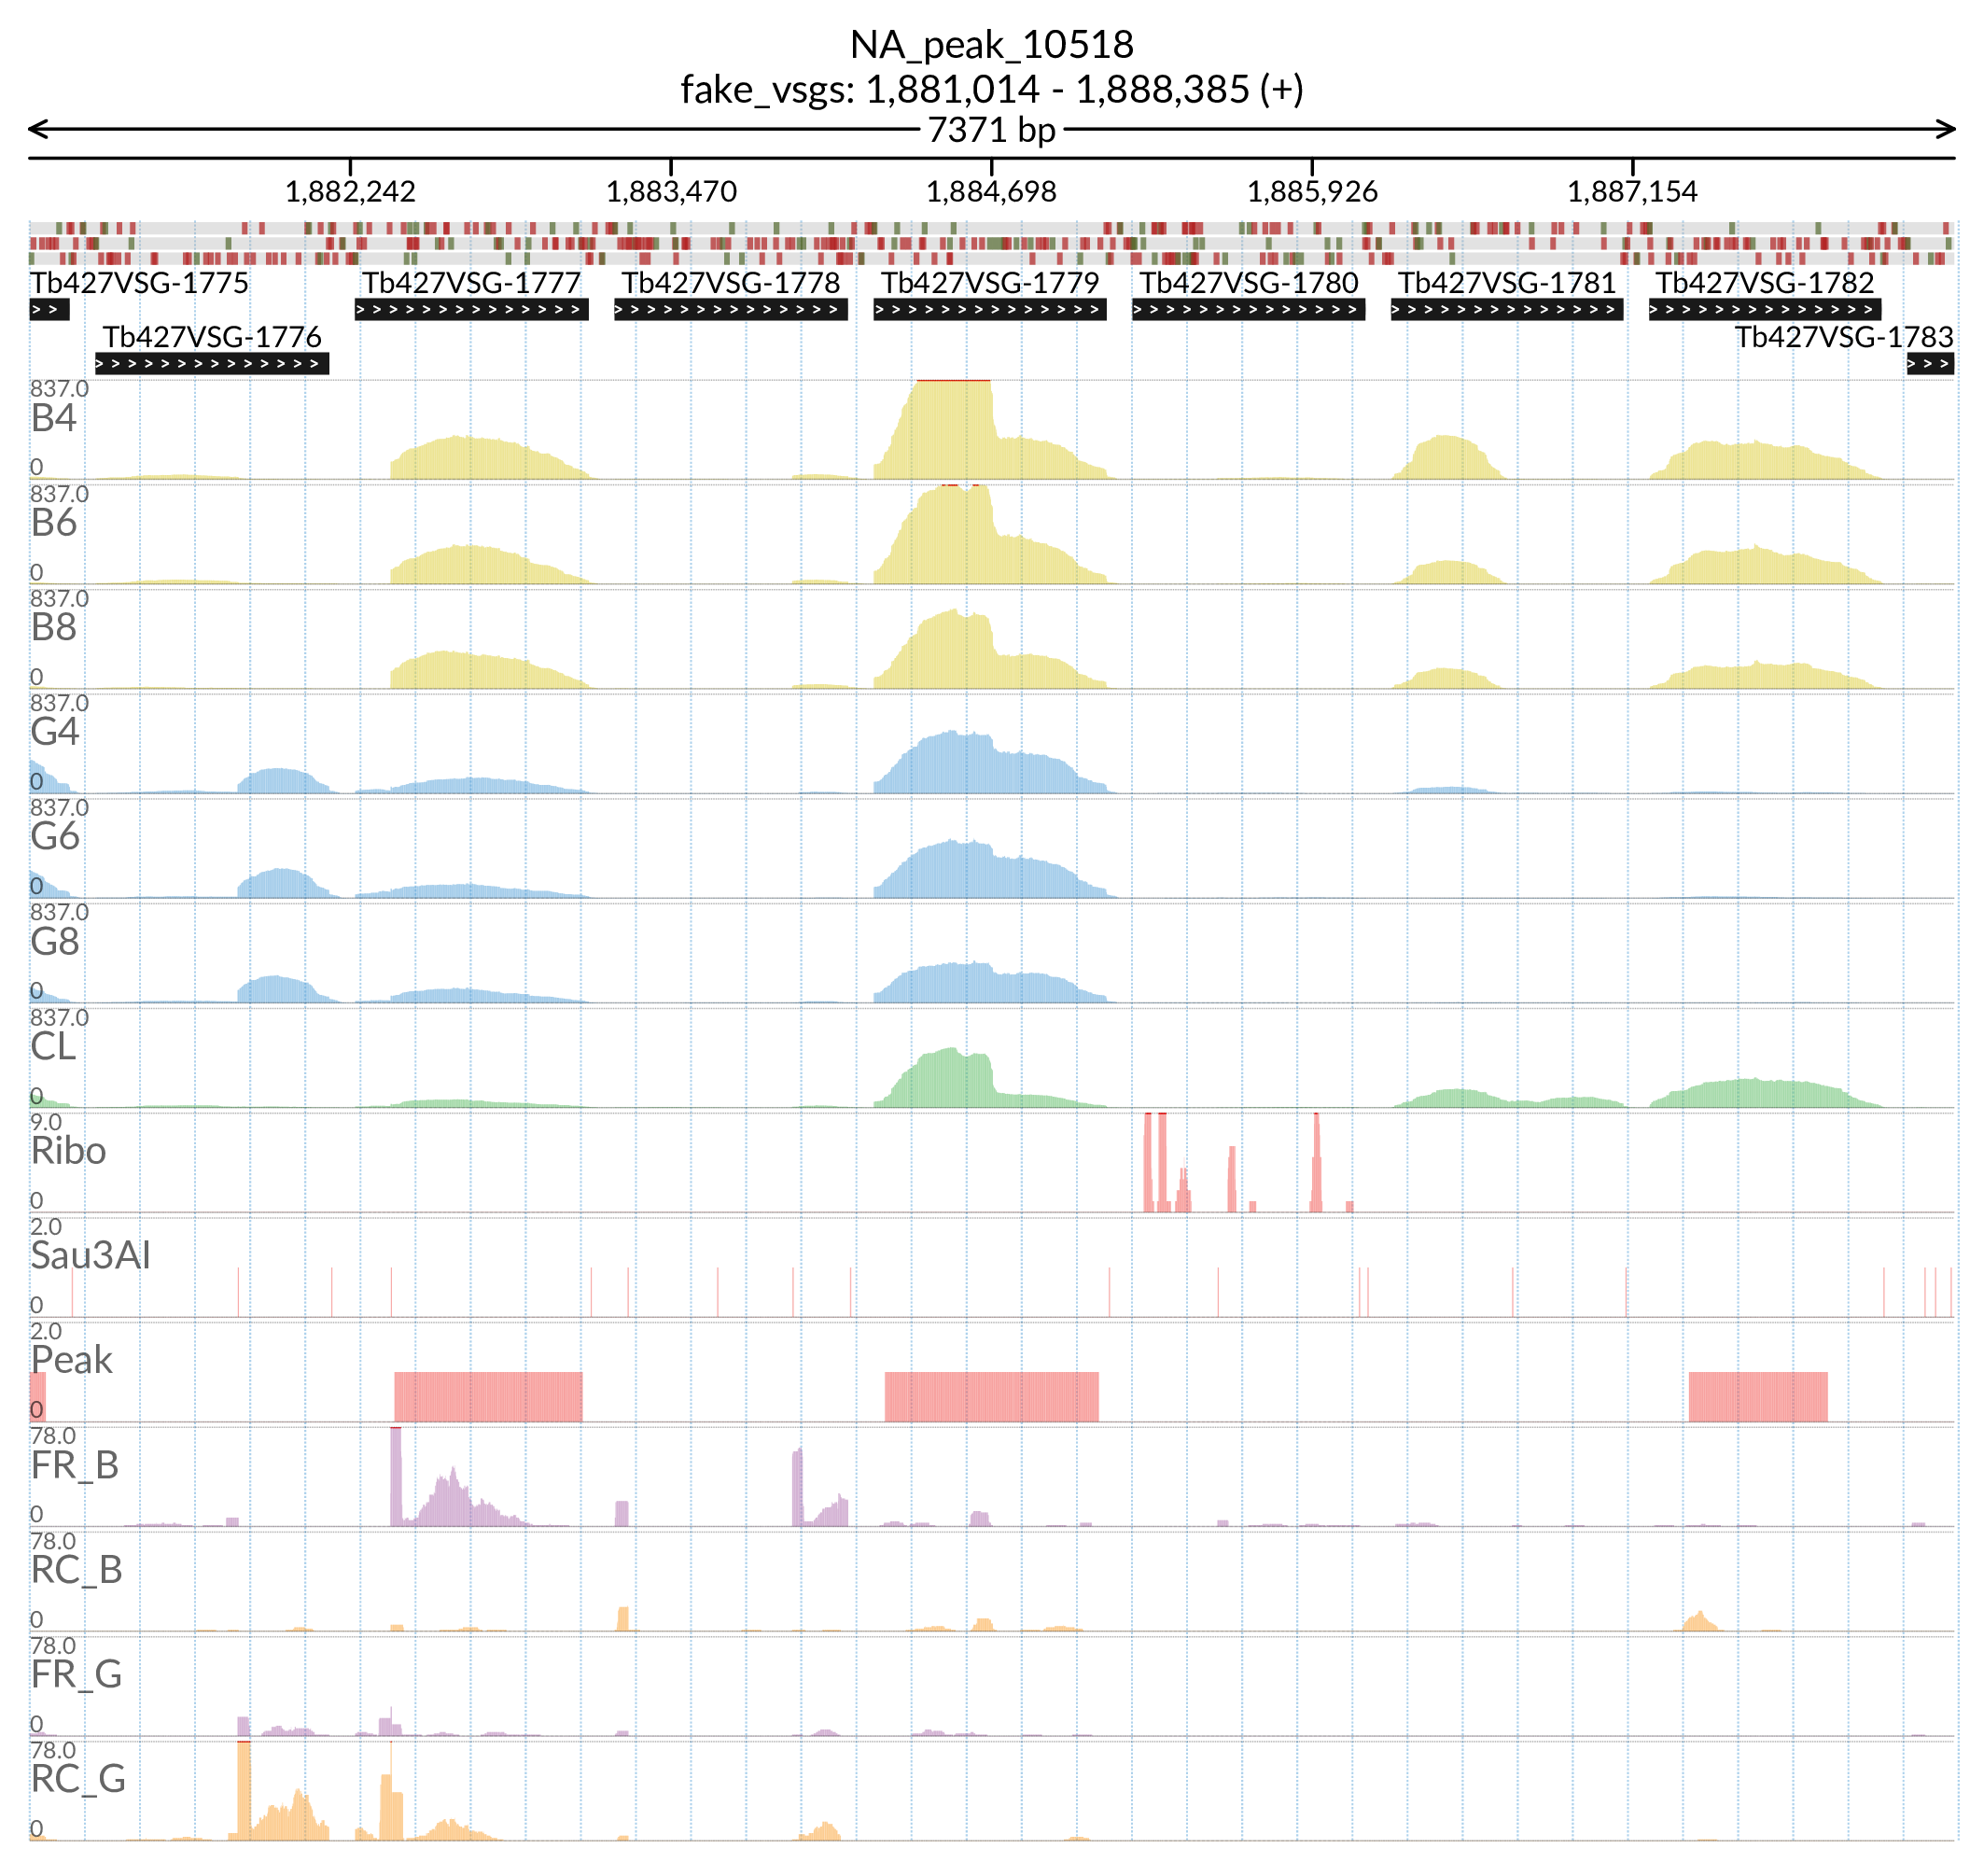 NA_peak_10518
fake_vsgs: 1,881,014 - 1,888,385 (+)
7371 bp
1,882,242 1,883,470 1,884,698 1,885,926 1,887,154
Tb427VSG-1775 Tb427VSG-1777 Tb427VSG-1778 Tb427VSG-1779 Tb427VSG-1780 Tb427VSG-1781 Tb427VSG-1782
Tb427VSG-1776 Tb427VSG-1783
837.0
B4
0
837.0
B6
0
837.0
B8
0
837.0
G4
0
837.0
G6
0
837.0
G8
0
837.0
CL
0
9.0
Ribo
0
2.0
Sau3AI
0
2.0
Peak
0
78.0
FR_B
0
78.0
RC_B
0
78.0
FR_G
0
78.0
RC_G
0